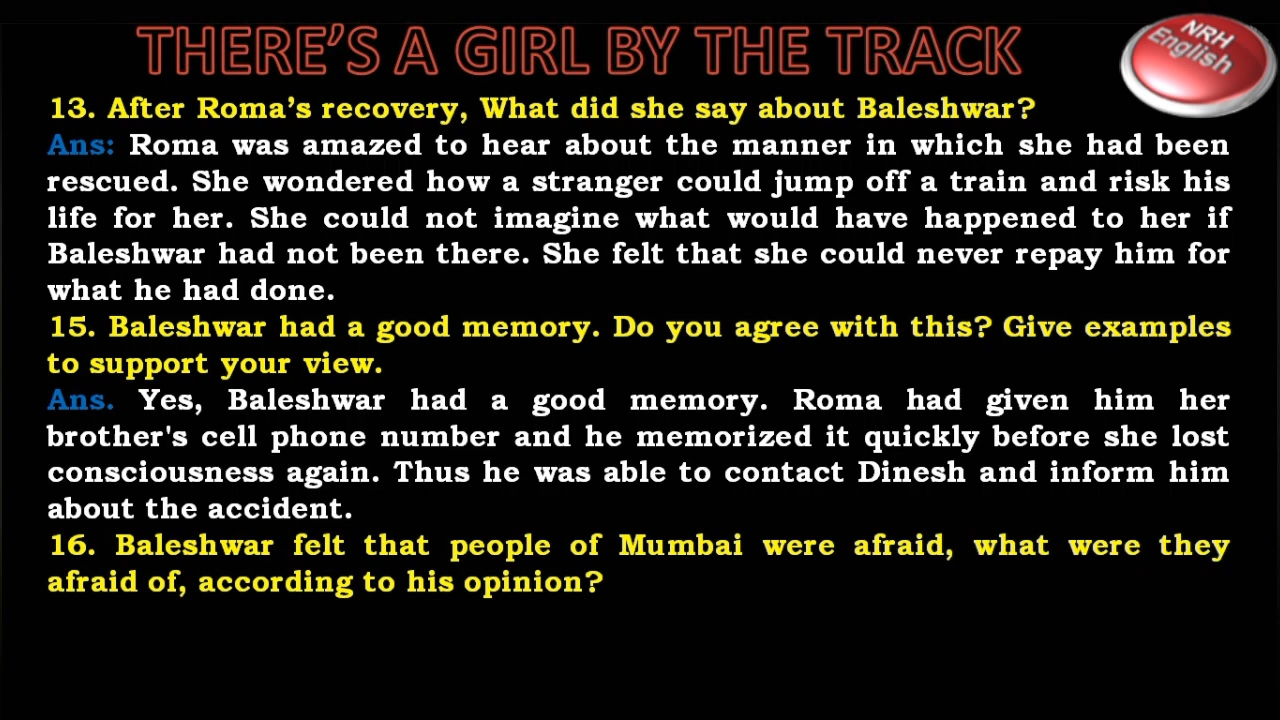 THERE'S A GIRL BY THE TRACK
NRH
English
13. After Roma's recovery, What did she say about Baleshwar?
Ans: Roma was amazed to hear about the manner in which she had been
rescued. She wondered how a stranger could jump off a train and risk his
life for her. She could not imagine what would have happened to her if
Baleshwar had not been there. She felt that she could never repay him for
what he had done.
15. Baleshwar had a good memory. Do you agree with this? Give examples
to support your view.
Ans. Yes, Baleshwar had a good memory. Roma had given him her
brother's cell phone number and he memorized it quickly before she lost
consciousness again. Thus he was able to contact Dinesh and inform him
about the accident.
16. Baleshwar felt that people of Mumbai were afraid, what were they
afraid of, according to his opinion?